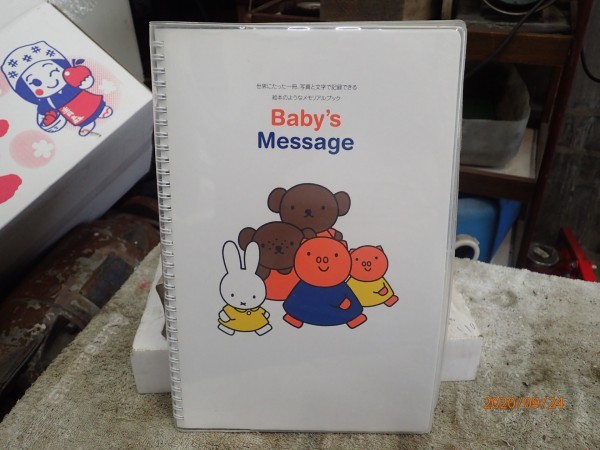 世界にたった一冊、写真と文字で記録できる
絵本のようなメモリアルブック
Baby's
Message
2020/09/24